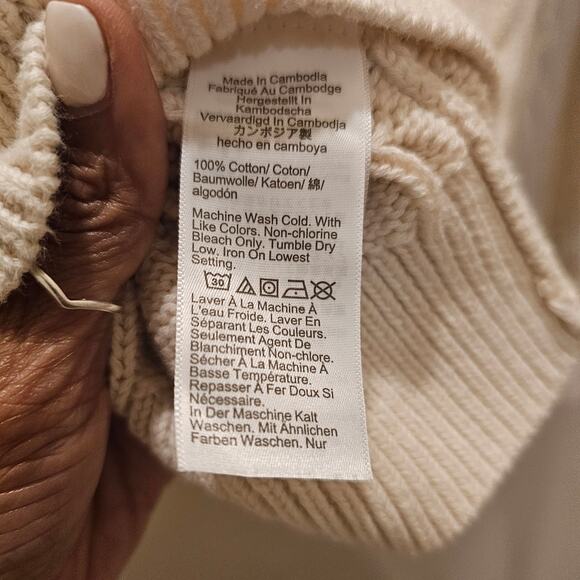 Made In Cambodia
Fabriqué Au Cambodge
Hergestellt In
Kambodscha
Vervaardigd In Cambodja
カンボジア製
hecho en camboya
100% Cotton/ Coton/
Baumwolle/ Katoen/ 綿/
algodón
Machine Wash Cold. With
Like Colors. Non-chlorine
Bleach Only. Tumble Dry
Low. Iron On Lowest
Setting.
30
Laver À La Machine À
L'eau Froide. Laver En
Séparant Les Couleurs.
Seulement Agent De
Blanchiment Non-chlore.
Sécher À La Machine À
Basse Température.
Repasser À Fer Doux Si
Nécessaire.
In Der Maschine Kalt
Waschen. Mit Ähnlichen
Farben Waschen. Nur